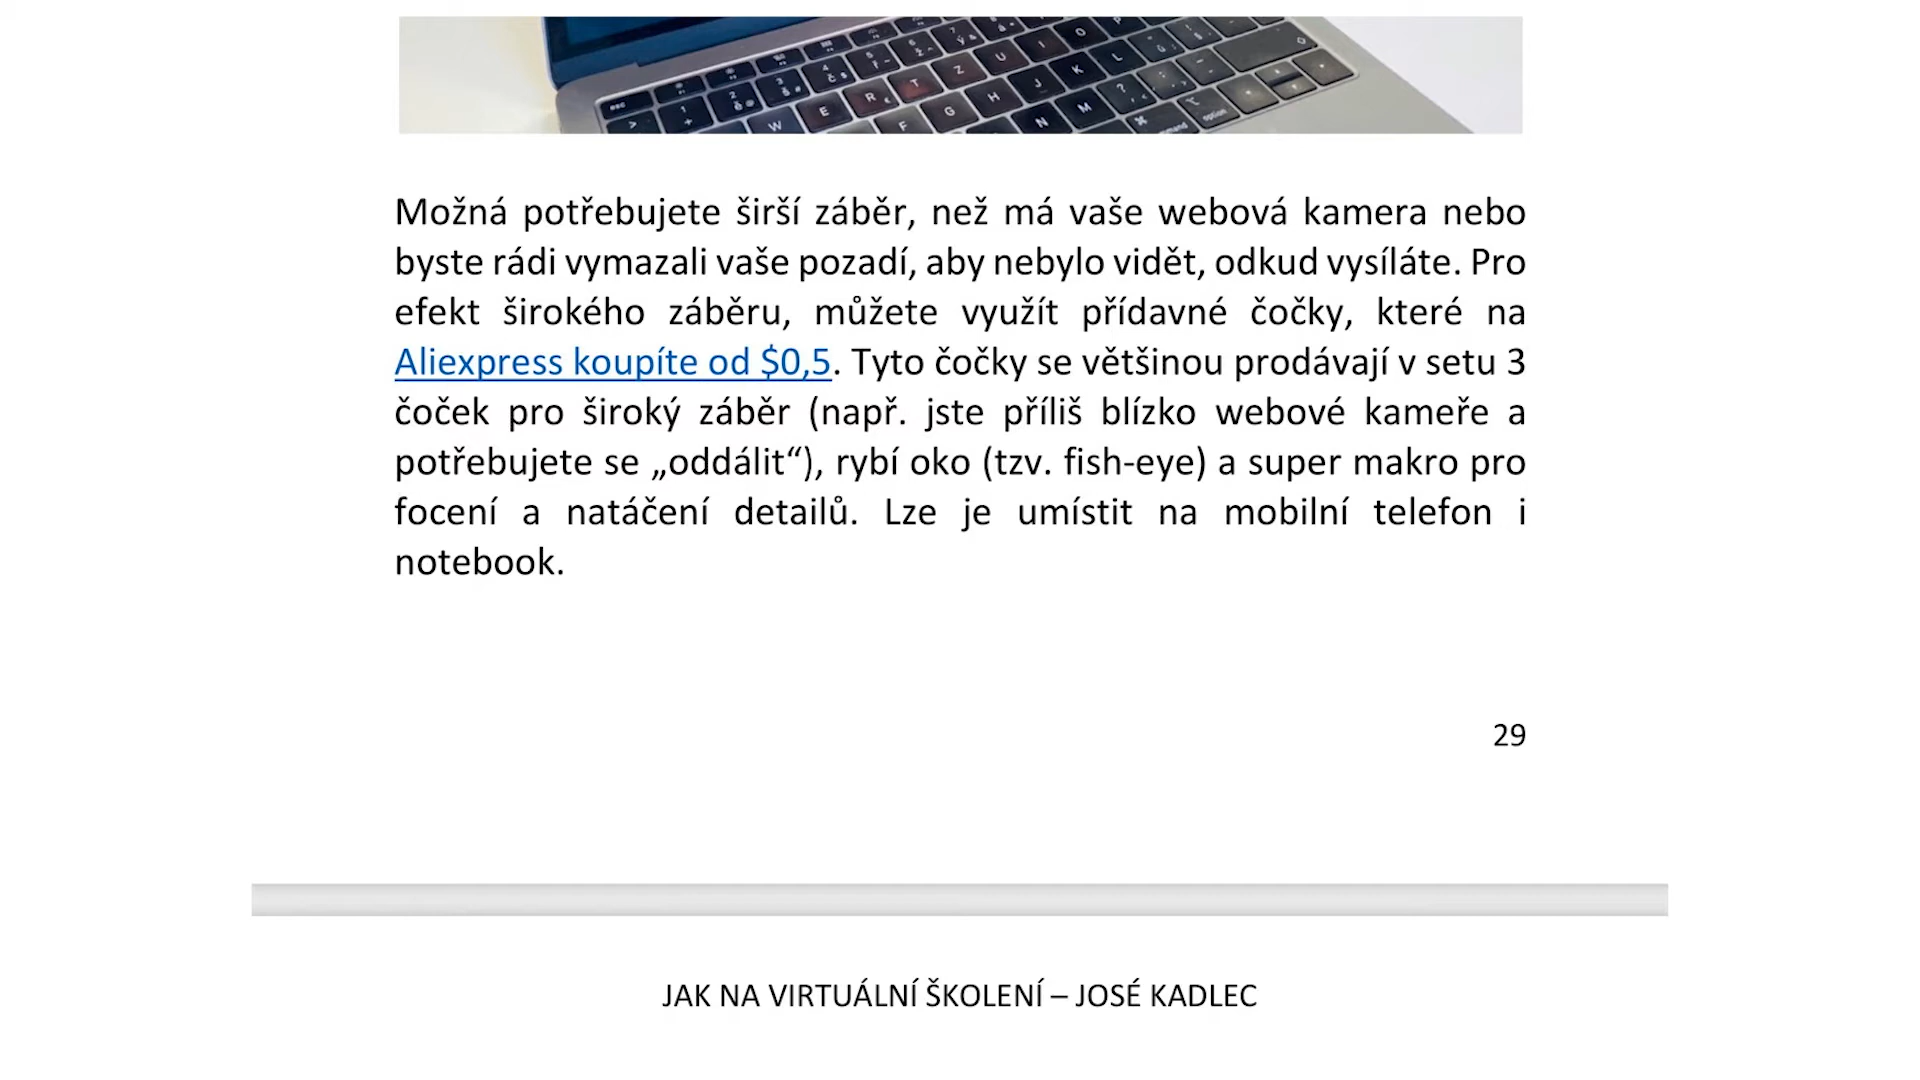 esc
W E R T Z U I O P
F G H J K L
N M
command option
Možná potřebujete širší záběr, než má vaše webová kamera nebo
byste rádi vymazali vaše pozadí, aby nebylo vidět, odkud vysíláte. Pro
efekt širokého záběru, můžete využít přídavné čočky, které na
Aliexpress koupíte od $0,5. Tyto čočky se většinou prodávají v setu 3
čoček pro široký záběr (např. jste příliš blízko webové kameře a
potřebujete se „oddálit“), rybí oko (tzv. fish-eye) a super makro pro
focení a natáčení detailů. Lze je umístit na mobilní telefon i
notebook.
29
JAK NA VIRTUÁLNÍ ŠKOLENÍ – JOSÉ KADLEC